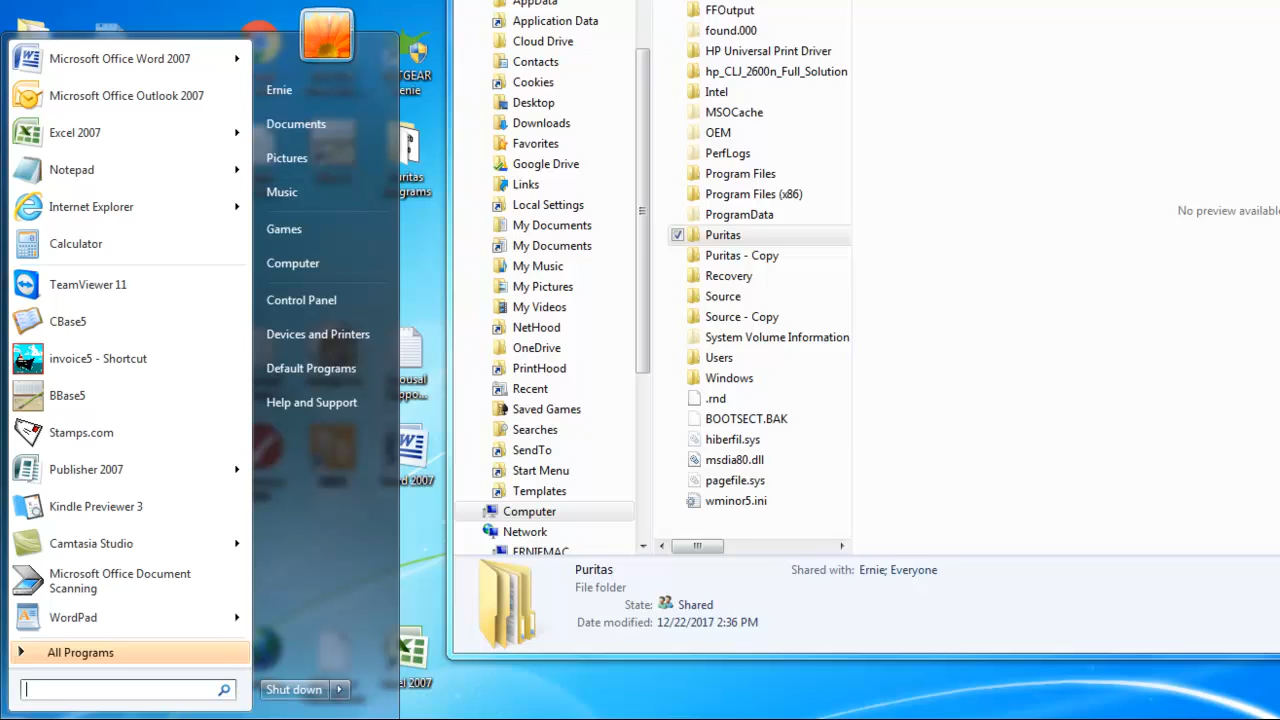 Microsoft Office Word 2007
Microsoft Office Outlook 2007
Excel 2007
Notepad
Internet Explorer
Calculator
TeamViewer 11
CBase5
invoice5 - Shortcut
BBase5
Stamps.com
Publisher 2007
Kindle Previewer 3
Camtasia Studio
Microsoft Office Document
Scanning
WordPad
All Programs
Ernie
Documents
Pictures
Music
Games
Computer
Control Panel
Devices and Printers
Default Programs
Help and Support
Shut down
TGEAR
enie
ritas
ograms
ousal
ppo...
rd 2007
cel 2007
AppData
Application Data
Cloud Drive
Contacts
Cookies
Desktop
Downloads
Favorites
Google Drive
Links
Local Settings
My Documents
My Documents
My Music
My Pictures
My Videos
NetHood
OneDrive
PrintHood
Recent
Saved Games
Searches
SendTo
Start Menu
Templates
Computer
Network
ERNIEMAC
FFOutput
found.000
HP Universal Print Driver
hp_CLJ_2600n_Full_Solution
Intel
MSOCache
OEM
PerfLogs
Program Files
Program Files (x86)
ProgramData
Puritas
Puritas - Copy
Recovery
Source
Source - Copy
System Volume Information
Users
Windows
.rnd
BOOTSECT.BAK
hiberfil.sys
msdia80.dll
pagefile.sys
wminor5.ini
No preview available
Puritas
File folder
State: Shared
Date modified: 12/22/2017 2:36 PM
Shared with: Ernie; Everyone